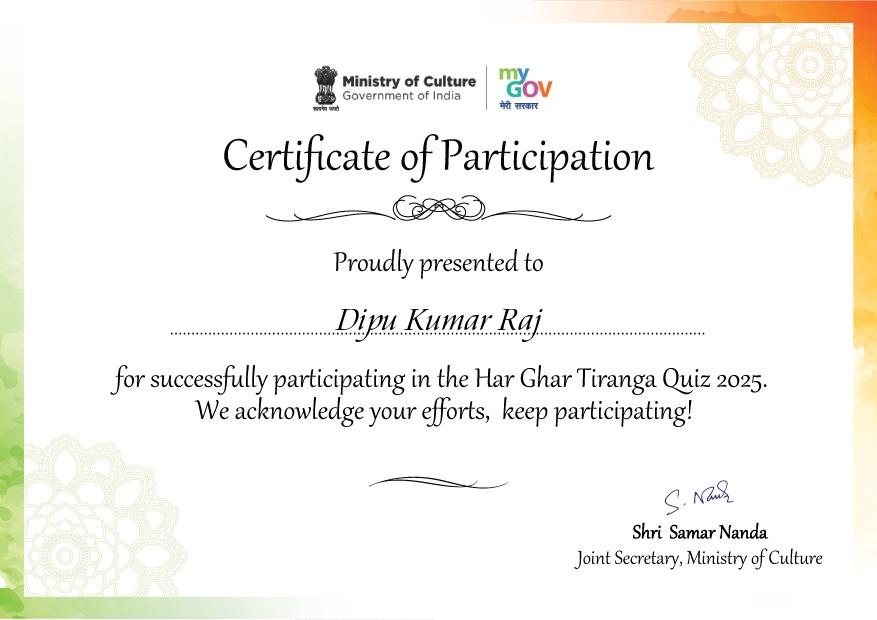 Ministry of Culture
Government of India
सत्यमेव जयते
my
GOV
मेरी सरकार
Certificate of Participation
Proudly presented to
Dipu Kumar Raj
for successfully participating in the Har Ghar Tiranga Quiz 2025.
We acknowledge your efforts, keep participating!
S. Nanda
Shri Samar Nanda
Joint Secretary, Ministry of Culture